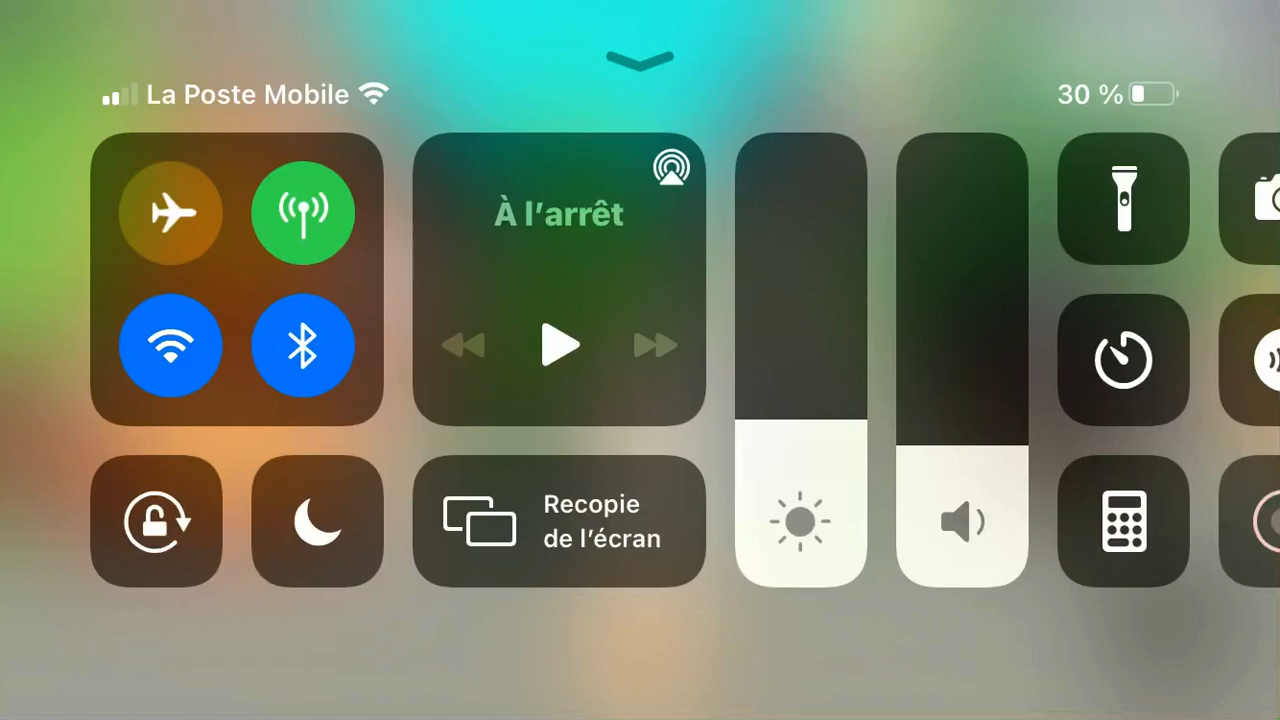 La Poste Mobile
30 %
À l’arrêt
Recopie
de l’écran